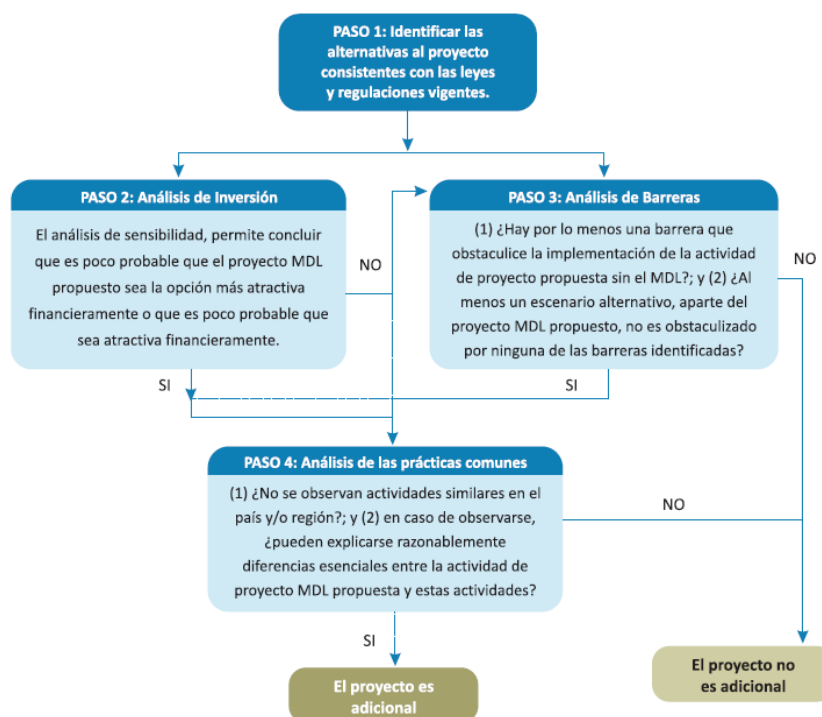 PASO 1: Identificar las
alternativas al proyecto
consistentes con las leyes
y regulaciones vigentes.
PASO 2: Análisis de Inversión
El análisis de sensibilidad, permite concluir
que es poco probable que el proyecto MDL
propuesto sea la opción más atractiva
financieramente o que es poco probable que
sea atractiva financieramente.
NO
SI
PASO 3: Análisis de Barreras
(1) ¿Hay por lo menos una barrera que
obstaculice la implementación de la actividad
de proyecto propuesta sin el MDL?; y (2) ¿Al
menos un escenario alternativo, aparte del
proyecto MDL propuesto, no es obstaculizado
por ninguna de las barreras identificadas?
NO
SI
PASO 4: Análisis de las prácticas comunes
(1) ¿No se observan actividades similares en el
país y/o región?; y (2) en caso de observarse,
¿pueden explicarse razonablemente
diferencias esenciales entre la actividad de
proyecto MDL propuesta y estas actividades?
NO
SI
El proyecto es
adicional
El proyecto no
es adicional